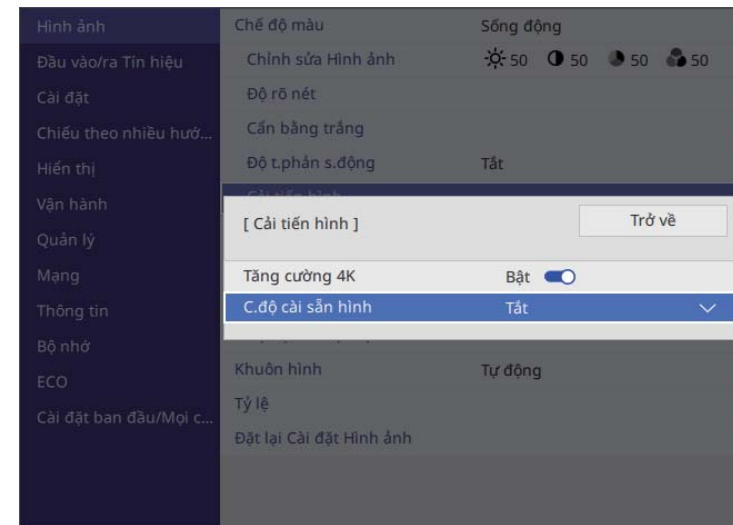 Hình ảnh
Đầu vào/ra Tín hiệu
Cài đặt
Chiếu theo nhiều hướ...
Hiển thị
Vận hành
Quản lý
Mạng
Thông tin
Bộ nhớ
ECO
Cài đặt ban đầu/Mọi c...
Chế độ màu Sống động
Chỉnh sửa Hình ảnh 50 50 50 50
Độ rõ nét
Cân bằng trắng
Độ t.phản s.động Tắt
Cải tiến hình
[ Cải tiến hình ] Trở về
Tăng cường 4K Bật
C.độ cài sẵn hình Tắt
Khuôn hình Tự động
Tỷ lệ
Đặt lại Cài đặt Hình ảnh